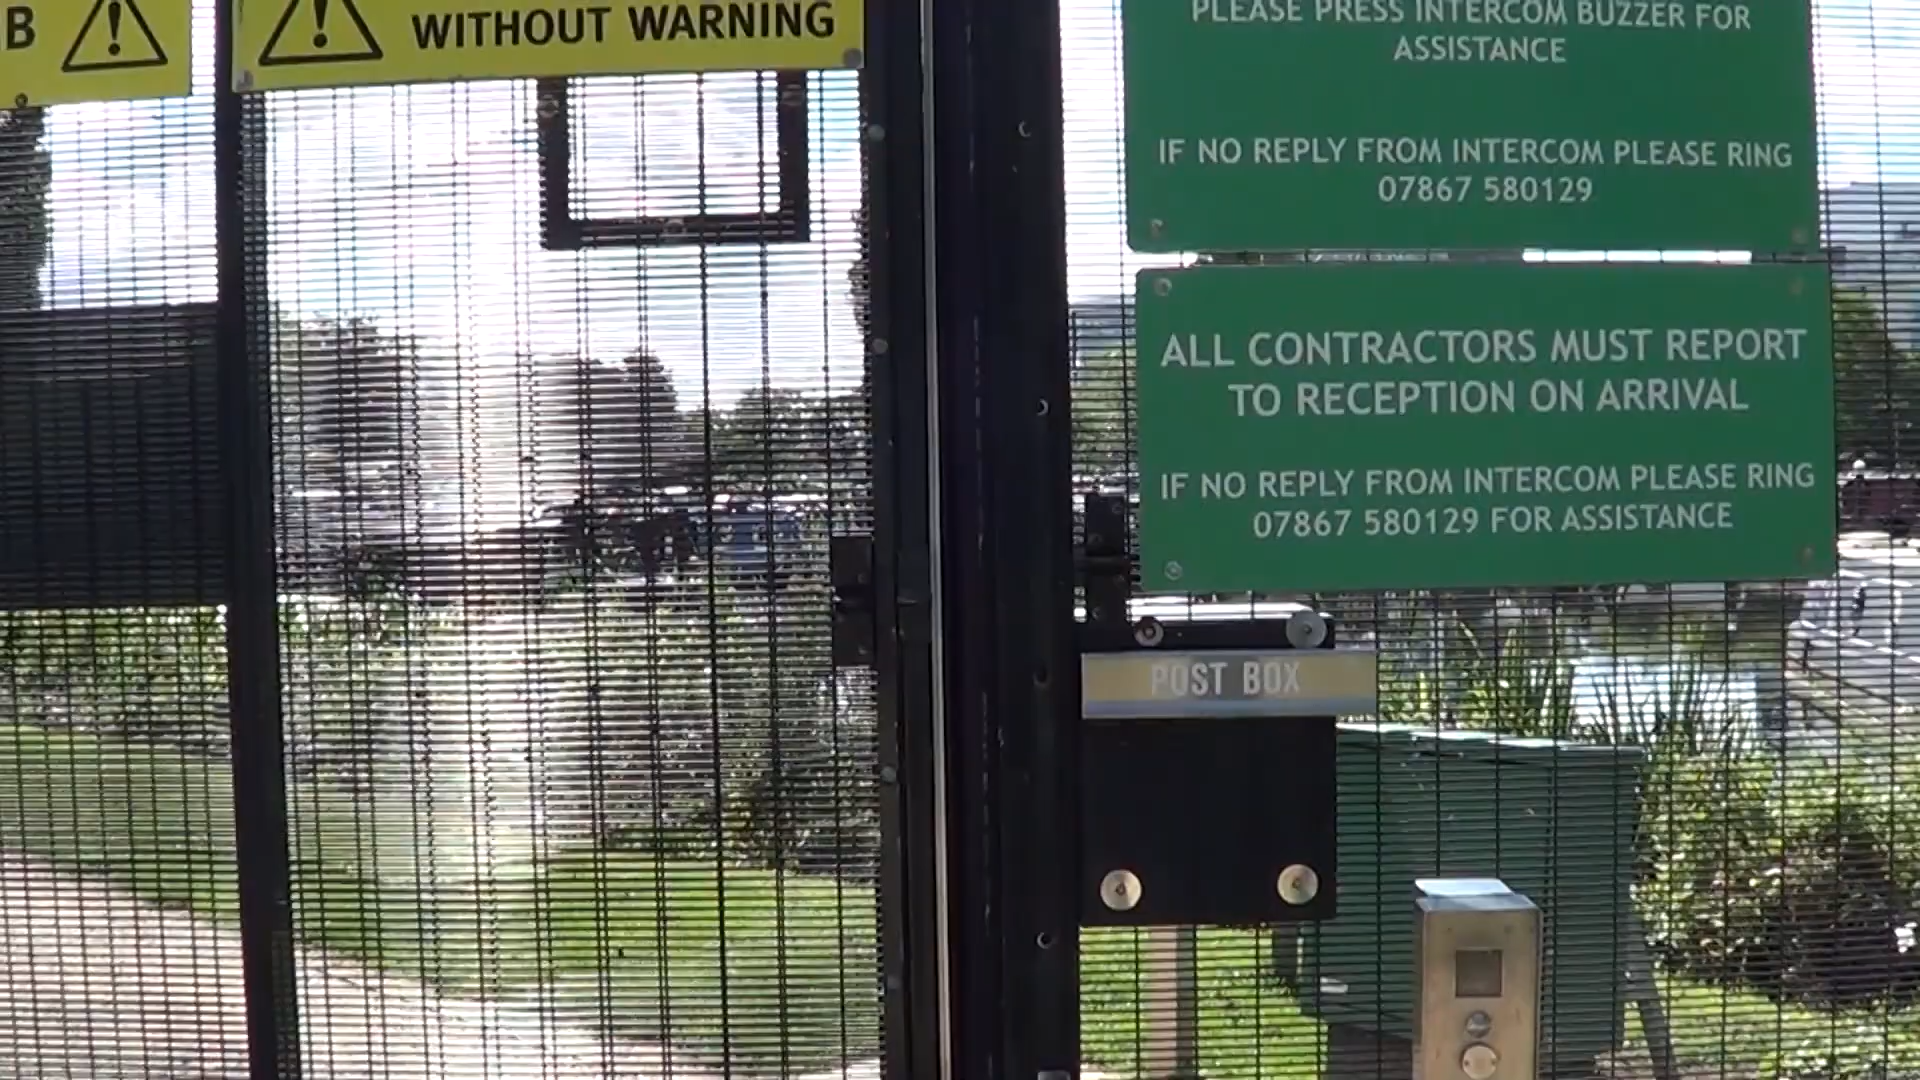 B
WITHOUT WARNING
PLEASE PRESS INTERCOM BUZZER FOR
ASSISTANCE
IF NO REPLY FROM INTERCOM PLEASE RING
07867 580129
ALL CONTRACTORS MUST REPORT
TO RECEPTION ON ARRIVAL
IF NO REPLY FROM INTERCOM PLEASE RING
07867 580129 FOR ASSISTANCE
POST BOX